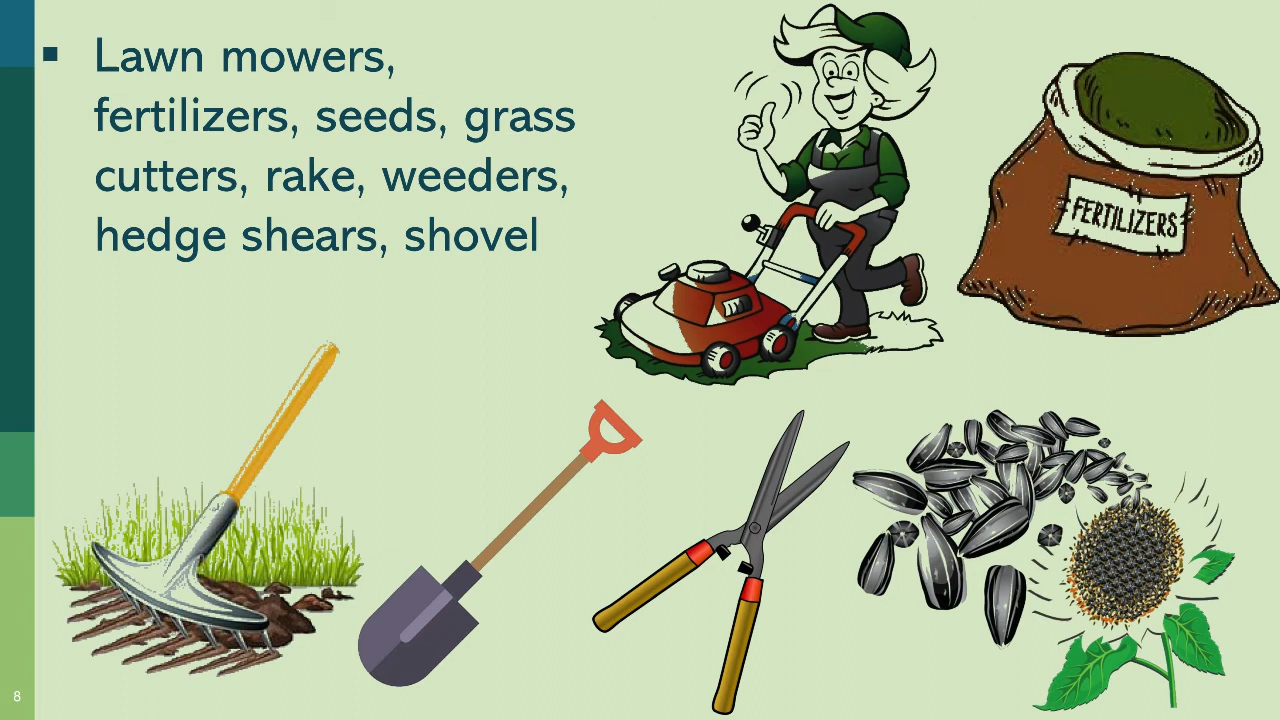 ▪ Lawn mowers,
fertilizers, seeds, grass
cutters, rake, weeders,
hedge shears, shovel
FERTILIZERS
8